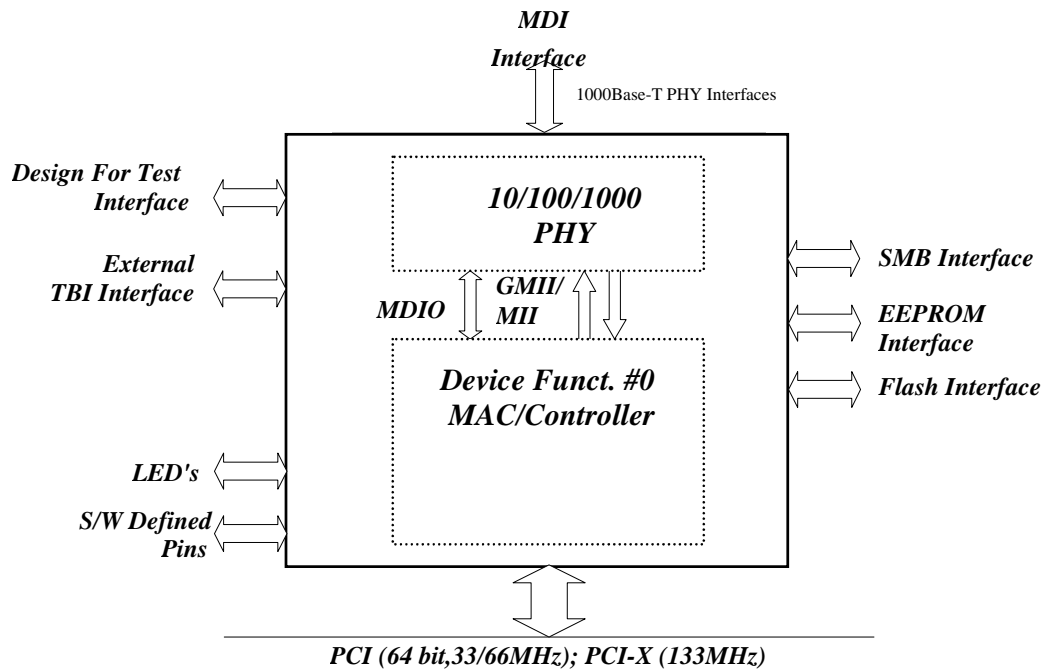 MDI
Interface
1000Base-T PHY Interfaces
Design For Test
Interface
10/100/1000
PHY
External
TBI Interface
SMB Interface
MDIO
GMII/
MII
EEPROM
Interface
Device Funct. #0
MAC/Controller
Flash Interface
LED's
S/W Defined
Pins
PCI (64 bit,33/66MHz); PCI-X (133MHz)